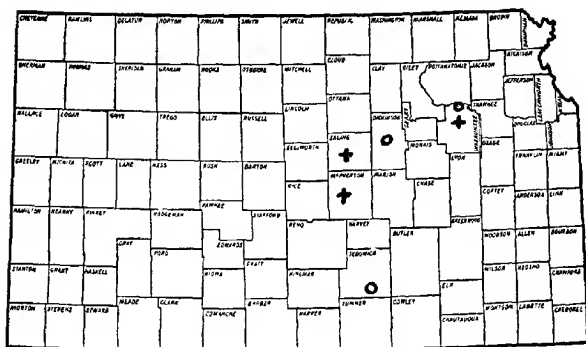 CHEYENNE RAWLINS DECATUR NORTON PHILLIPS SMITH JEWELL REPUBLIC WASHINGTON MARSHALL NEMAHA BROWN
CLOUD ATCHISON
SHERMAN THOMAS SHERIDAN GRAHAM ROOKS OSBORNE MITCHELL CLAY RILEY POTTAWATOMIE JACKSON JEFFERSON LEAVENWORTH
OTTAWA SHAWNEE
LINCOLN
WALLACE LOGAN GOVE TREGO ELLIS RUSSELL DICKINSON GEARY WABAUNSEE DOUGLAS
SALINE
ELLSWORTH MORRIS LYON OSAGE FRANKLIN MIAMI
GREELEY WICHITA SCOTT LANE NESS RUSH BARTON MCPHERSON MARION
RICE CHASE COFFEY ANDERSON LINN
PAWNEE
HAMILTON KEARNY FINNEY HODGEMAN STAFFORD RENO HARVEY BUTLER GREENWOOD WOODSON ALLEN BOURBON
GRAY EDWARDS
FORD SEDGWICK
STANTON GRANT HASKELL KIOWA PRATT KINGMAN WILSON NEOSHO CRAWFORD
ELK
MEADE CLARK BARBER SUMNER COWLEY
MORTON STEVENS SEWARD COMANCHE HARPER CHAUTAUQUA MONTGOM LABETTE CHEROKEE